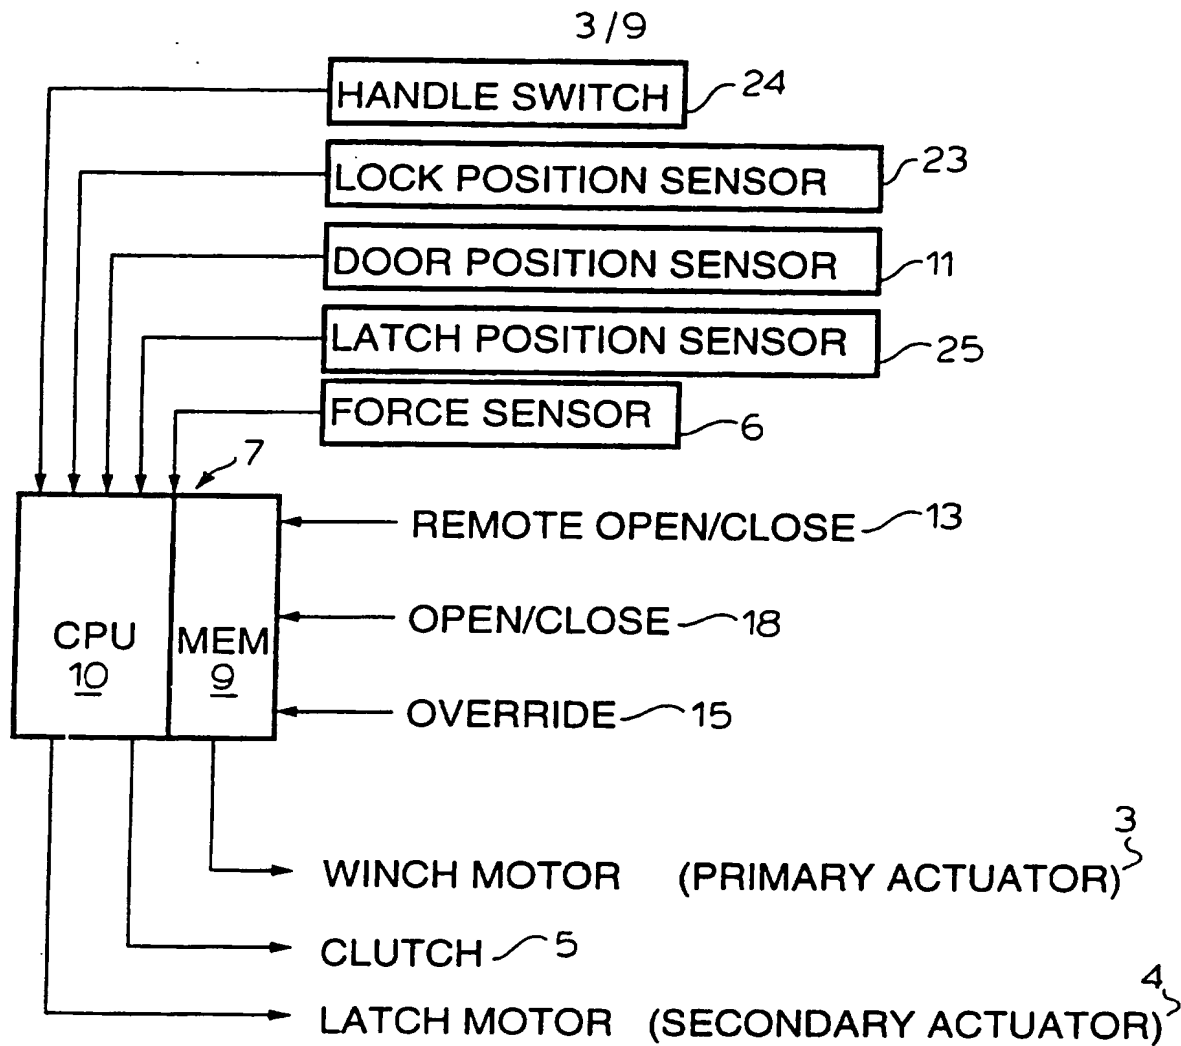 3/9
HANDLE SWITCH 24
LOCK POSITION SENSOR 23
DOOR POSITION SENSOR 11
LATCH POSITION SENSOR 25
FORCE SENSOR 6
7
REMOTE OPEN/CLOSE 13
OPEN/CLOSE 18
CPU MEM
10 9
OVERRIDE 15
WINCH MOTOR (PRIMARY ACTUATOR) 3
CLUTCH 5
LATCH MOTOR (SECONDARY ACTUATOR) 4